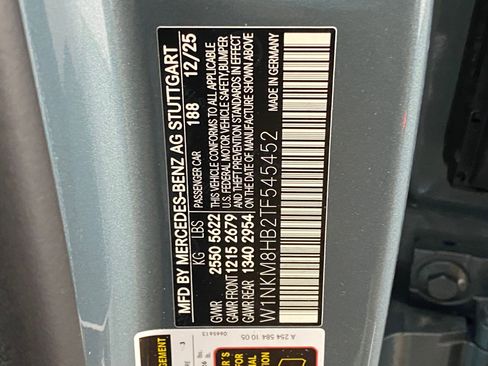 MFD BY MERCEDES-BENZ AG STUTTGART
188 12/25
PASSENGER CAR
KG LBS
GVWR 2550 5622
GAWR FRONT 1215 2679
GAWR REAR 1340 2954
THIS VEHICLE CONFORMS TO ALL APPLICABLE
U.S. FEDERAL MOTOR VEHICLE SAFETY, BUMPER
AND THEFT PREVENTION STANDARDS IN EFFECT
ON THE DATE OF MANUFACTURE SHOWN ABOVE
W1NKM8HB2TF545452
MADE IN GERMANY
A 254 584 10 05